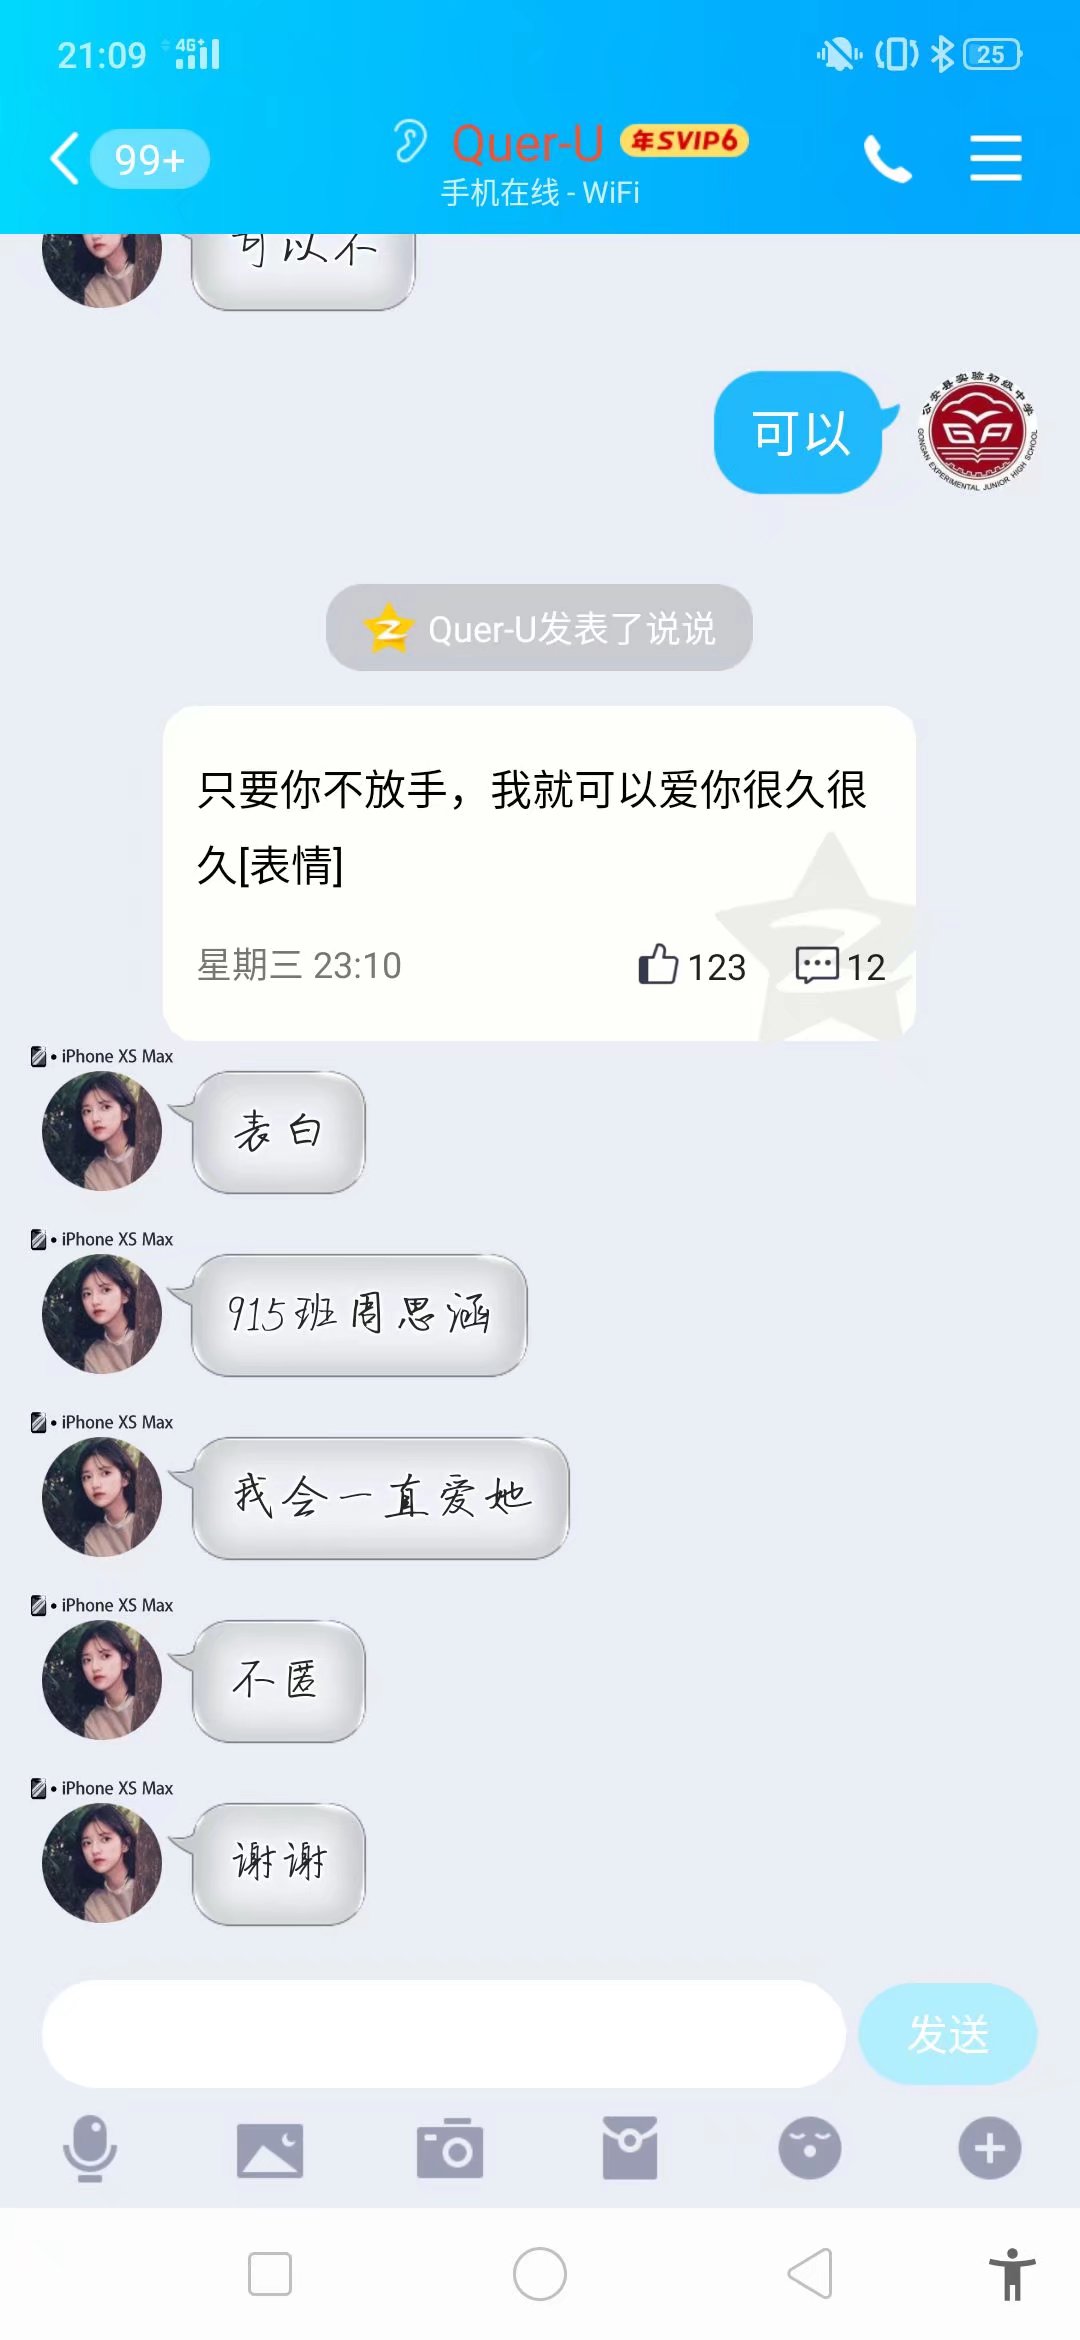 21:09 4G+ 25
99+ Quer-U 年SVIP6
手机在线 - WiFi
可以不
可以
公安县实验初级中学
GONGAN EXPERIMENTAL JUNIOR HIGH SCHOOL
Quer-U发表了说说
只要你不放手，我就可以爱你很久很
久[表情]
星期三 23:10 123 12
iPhone XS Max
表白
iPhone XS Max
915班周思涵
iPhone XS Max
我会一直爱她
iPhone XS Max
不匿
iPhone XS Max
谢谢
发送